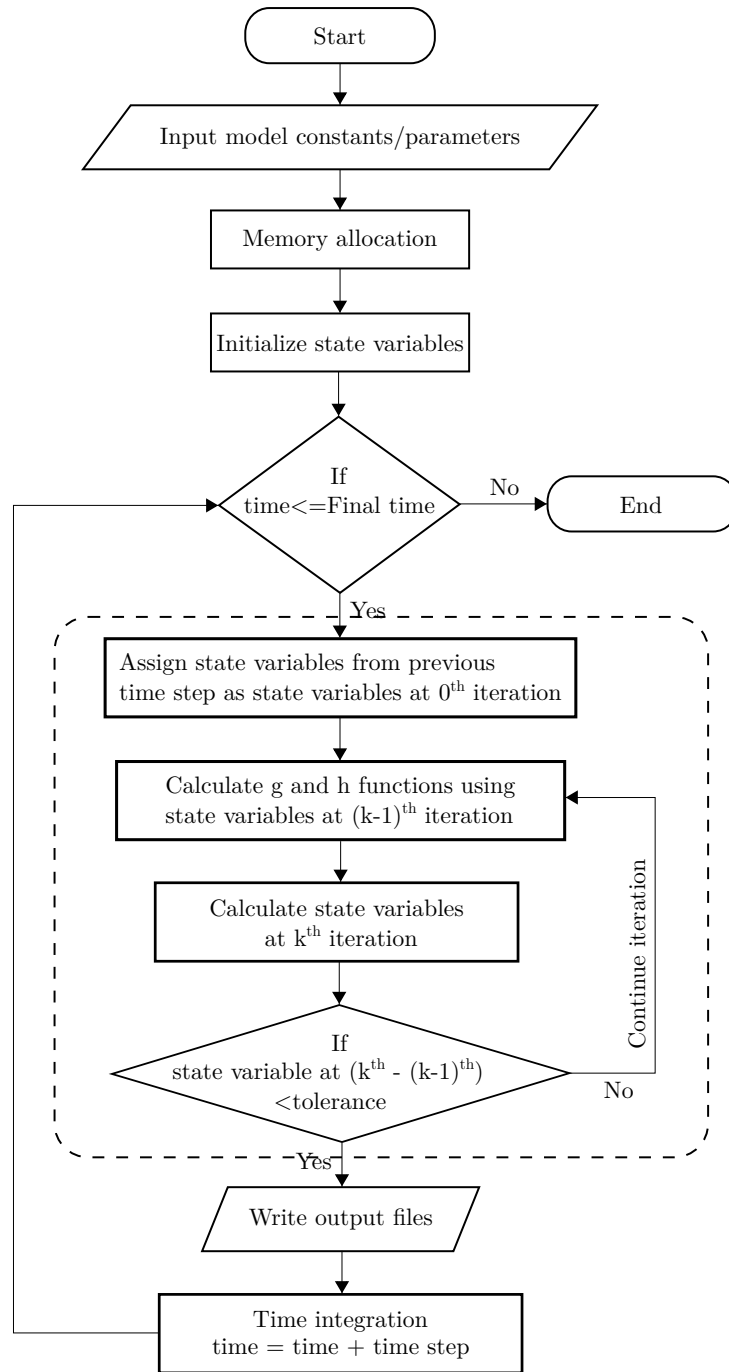 Start
Input model constants/parameters
Memory allocation
Initialize state variables
If
time<=Final time
No
End
Yes
Assign state variables from previous
time step as state variables at 0th iteration
Calculate g and h functions using
state variables at (k-1)th iteration
Calculate state variables
at kth iteration
Continue iteration
If
state variable at (kth - (k-1)th)
<tolerance
No
Yes
Write output files
Time integration
time = time + time step